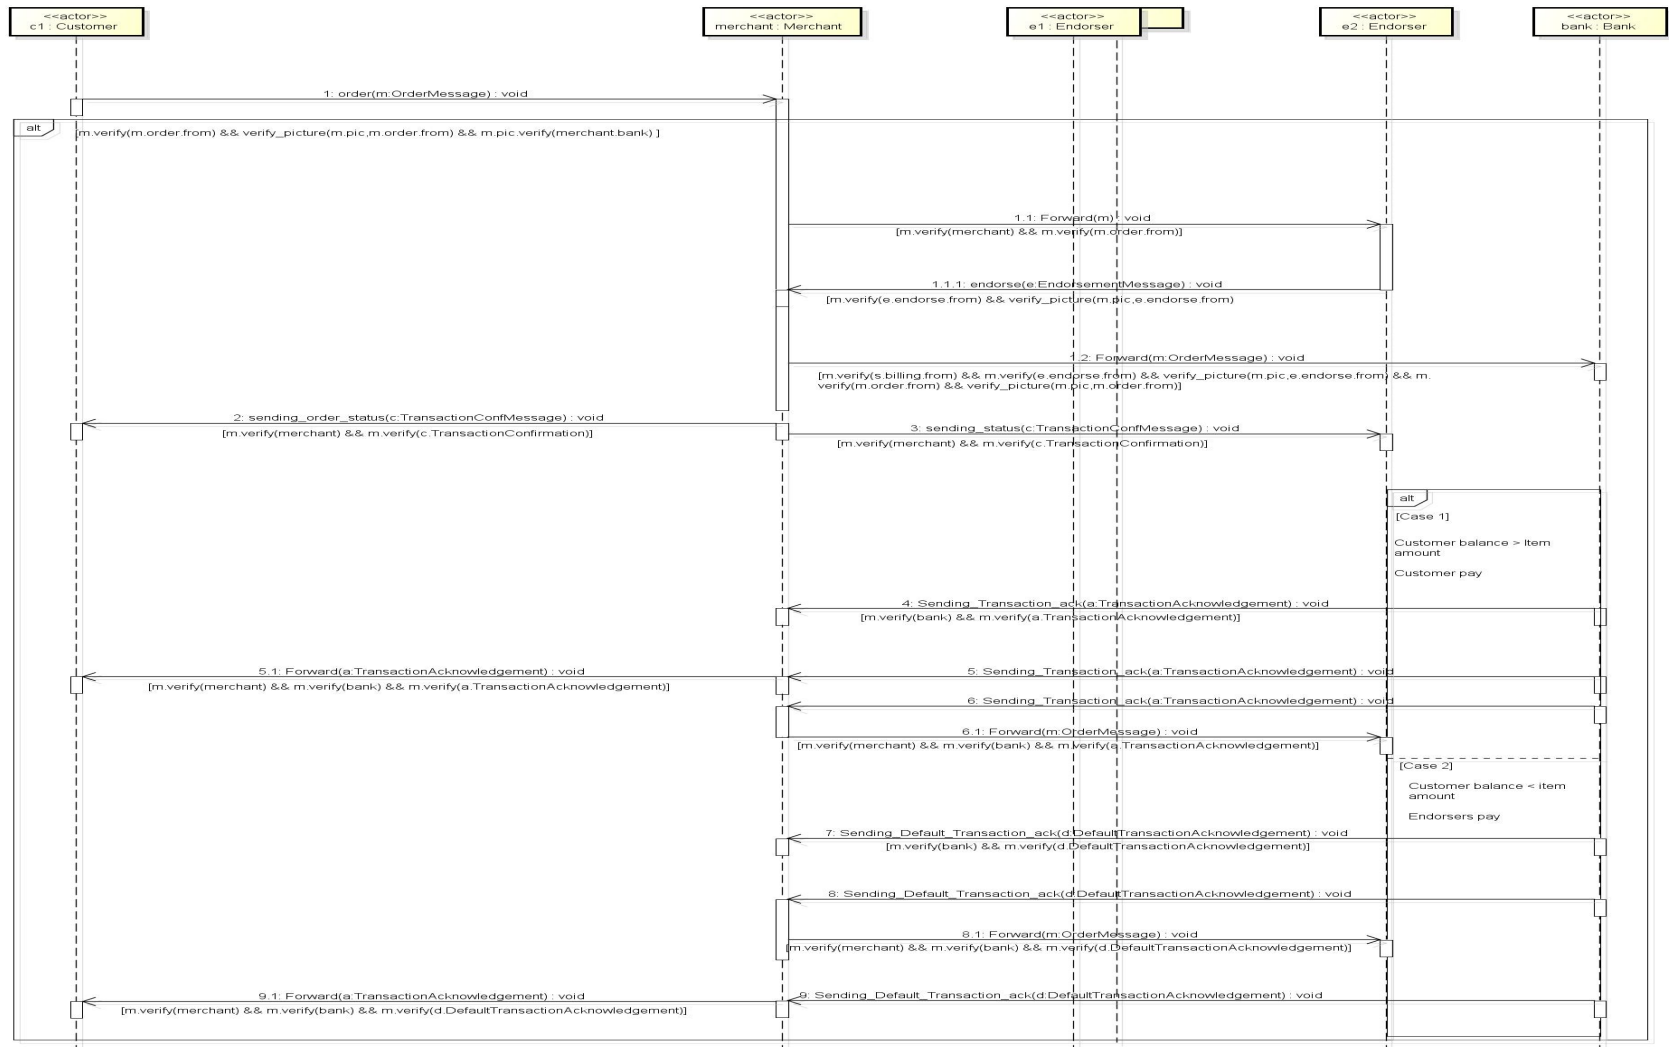 <<actor>>
c1 : Customer
<<actor>>
merchant : Merchant
<<actor>>
e1 : Endorser
<<actor>>
e2 : Endorser
<<actor>>
bank : Bank
1: order(m:OrderMessage) : void
alt
[m.verify(m.order.from) && verify_picture(m.pic,m.order.from) && m.pic.verify(merchant.bank) ]
1.1: Forward(m) : void
[m.verify(merchant) && m.verify(m.order.from)]
1.1.1: endorse(e:EndorsementMessage) : void
[m.verify(e.endorse.from) && verify_picture(m.pic,e.endorse.from)
1.2: Forward(m:OrderMessage) : void
[m.verify(s.billing.from) && m.verify(e.endorse.from) && verify_picture(m.pic,e.endorse.from) && m.
verify(m.order.from) && verify_picture(m.pic,m.order.from)]
2: sending_order_status(c:TransactionConfMessage) : void
[m.verify(merchant) && m.verify(c.TransactionConfirmation)]
3: sending_status(c:TransactionConfMessage) : void
[m.verify(merchant) && m.verify(c.TransactionConfirmation)]
alt
[Case 1]
Customer balance > Item
amount
Customer pay
4: Sending_Transaction_ack(a:TransactionAcknowledgement) : void
[m.verify(bank) && m.verify(a.TransactionAcknowledgement)]
5.1: Forward(a:TransactionAcknowledgement) : void
[m.verify(merchant) && m.verify(bank) && m.verify(a.TransactionAcknowledgement)]
5: Sending_Transaction_ack(a:TransactionAcknowledgement) : void
6: Sending_Transaction_ack(a:TransactionAcknowledgement) : void
6.1: Forward(m:OrderMessage) : void
[m.verify(merchant) && m.verify(bank) && m.verify(a.TransactionAcknowledgement)]
[Case 2]
Customer balance < item
amount
Endorsers pay
7: Sending_Default_Transaction_ack(d:DefaultTransactionAcknowledgement) : void
[m.verify(bank) && m.verify(d.DefaultTransactionAcknowledgement)]
8: Sending_Default_Transaction_ack(d:DefaultTransactionAcknowledgement) : void
8.1: Forward(m:OrderMessage) : void
[m.verify(merchant) && m.verify(bank) && m.verify(d.DefaultTransactionAcknowledgement)]
9.1: Forward(a:TransactionAcknowledgement) : void
[m.verify(merchant) && m.verify(bank) && m.verify(d.DefaultTransactionAcknowledgement)]
9: Sending_Default_Transaction_ack(d:DefaultTransactionAcknowledgement) : void